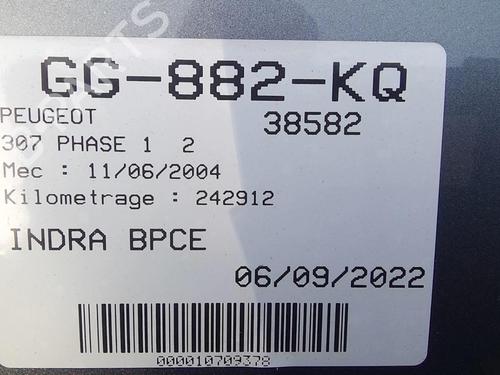 GG-882-KQ
PEUGEOT 38582
307 PHASE 1 2
Mec : 11/06/2004
Kilometrage : 242912
INDRA BPCE
06/09/2022
000010709378